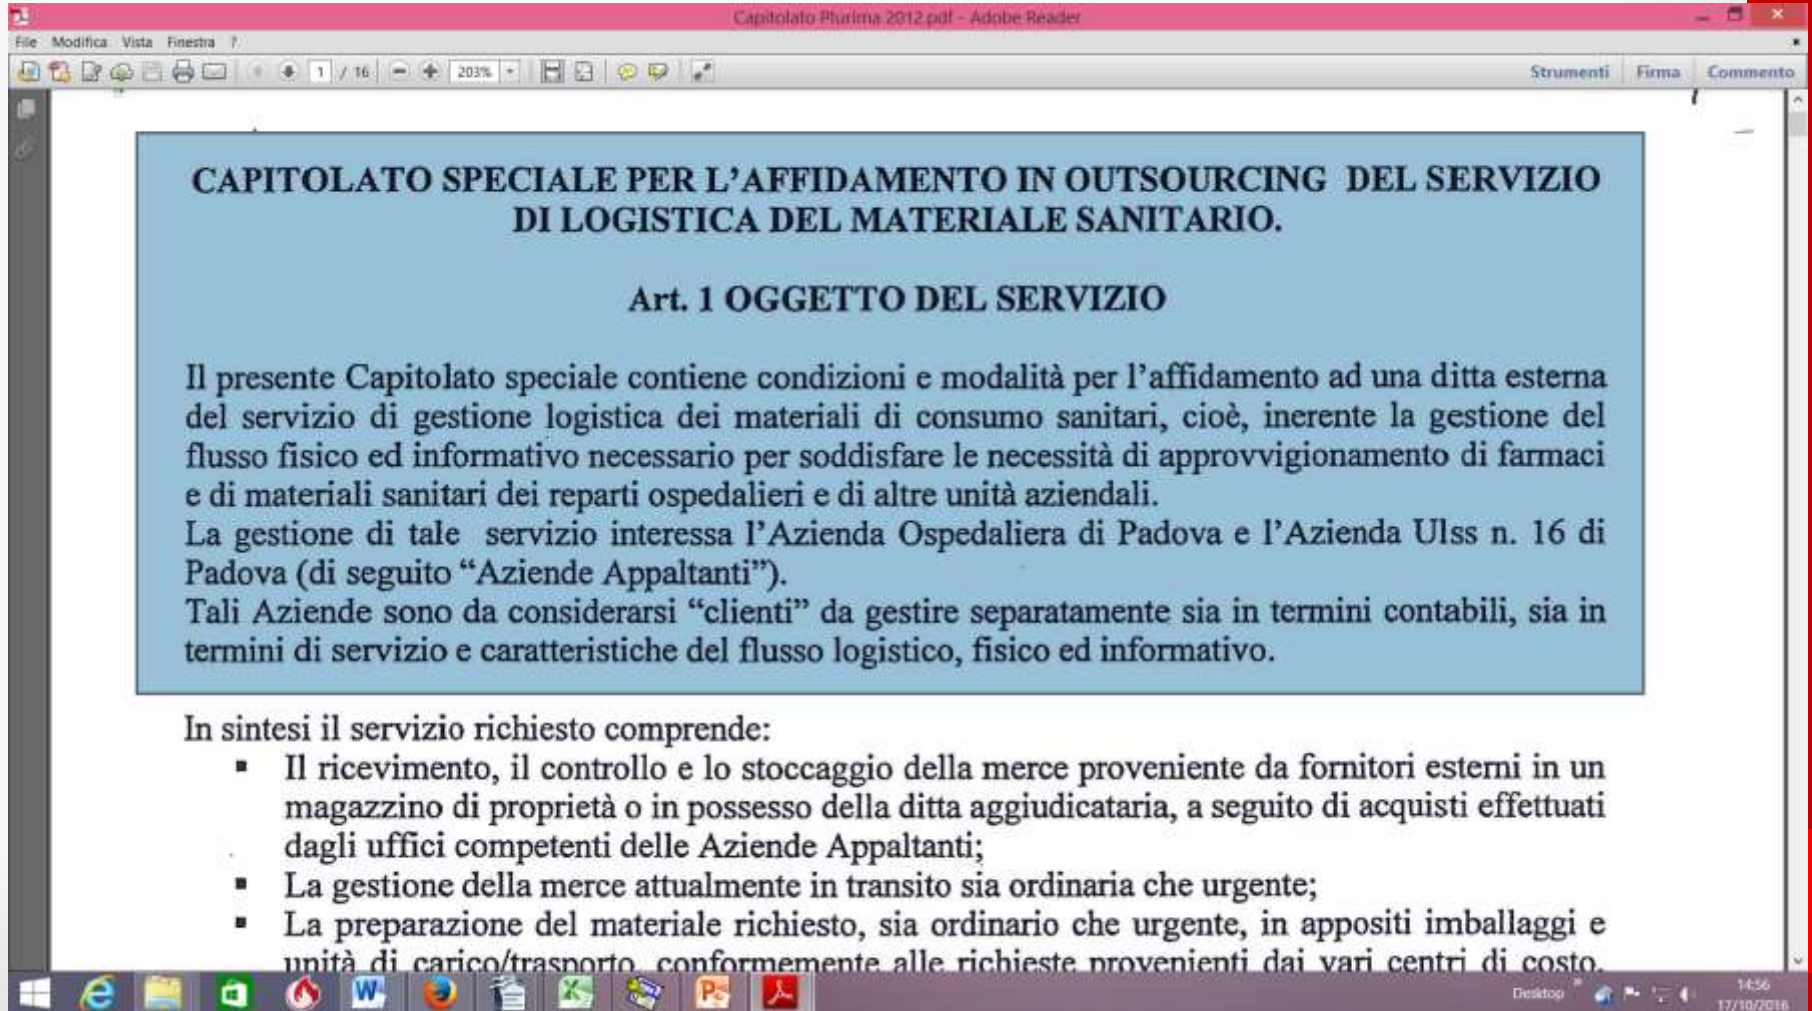 Capitolato Plurima 2012.pdf - Adobe Reader
File Modifica Vista Finestra ?
1 / 16 203% Strumenti Firma Commento
CAPITOLATO SPECIALE PER L'AFFIDAMENTO IN OUTSOURCING DEL SERVIZIO
DI LOGISTICA DEL MATERIALE SANITARIO.
Art. 1 OGGETTO DEL SERVIZIO
Il presente Capitolato speciale contiene condizioni e modalità per l'affidamento ad una ditta esterna
del servizio di gestione logistica dei materiali di consumo sanitari, cioè, inerente la gestione del
flusso fisico ed informativo necessario per soddisfare le necessità di approvvigionamento di farmaci
e di materiali sanitari dei reparti ospedalieri e di altre unità aziendali.
La gestione di tale servizio interessa l'Azienda Ospedaliera di Padova e l'Azienda Ulss n. 16 di
Padova (di seguito "Aziende Appaltanti").
Tali Aziende sono da considerarsi "clienti" da gestire separatamente sia in termini contabili, sia in
termini di servizio e caratteristiche del flusso logistico, fisico ed informativo.
In sintesi il servizio richiesto comprende:
▪ Il ricevimento, il controllo e lo stoccaggio della merce proveniente da fornitori esterni in un
magazzino di proprietà o in possesso della ditta aggiudicataria, a seguito di acquisti effettuati
dagli uffici competenti delle Aziende Appaltanti;
▪ La gestione della merce attualmente in transito sia ordinaria che urgente;
▪ La preparazione del materiale richiesto, sia ordinario che urgente, in appositi imballaggi e
unità di carico/trasporto, conformemente alle richieste provenienti dai vari centri di costo,
Desktop 14:56
17/10/2016